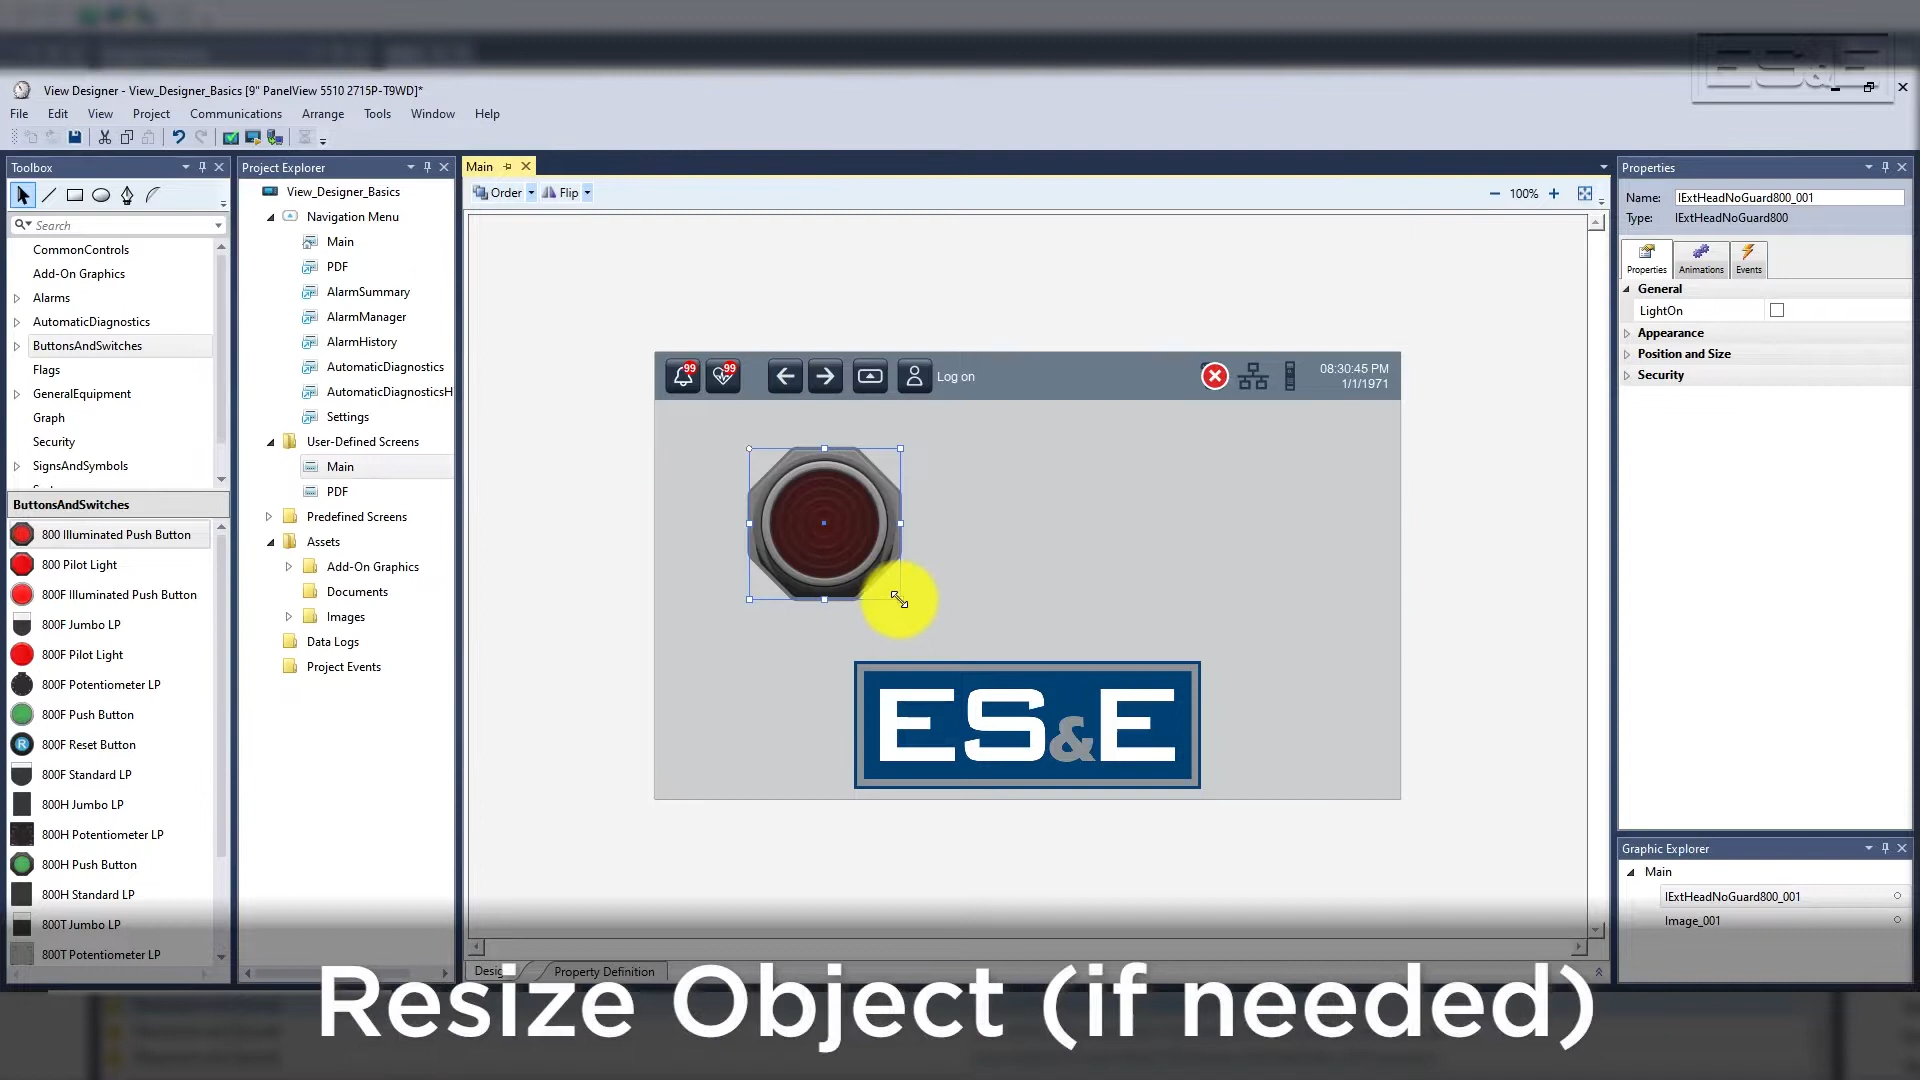 ES&E
View Designer - View_Designer_Basics [9" PanelView 5510 2715P-T9WD]*
File Edit View Project Communications Arrange Tools Window Help
Toolbox
Search
CommonControls
Add-On Graphics
Alarms
AutomaticDiagnostics
ButtonsAndSwitches
Flags
GeneralEquipment
Graph
Security
SignsAndSymbols
ButtonsAndSwitches
800 Illuminated Push Button
800 Pilot Light
800F Illuminated Push Button
800F Jumbo LP
800F Pilot Light
800F Potentiometer LP
800F Push Button
R
800F Reset Button
800F Standard LP
800H Jumbo LP
800H Potentiometer LP
800H Push Button
800H Standard LP
800T Jumbo LP
800T Potentiometer LP
Project Explorer
View_Designer_Basics
Navigation Menu
Main
PDF
AlarmSummary
AlarmManager
AlarmHistory
AutomaticDiagnostics
AutomaticDiagnosticsH
Settings
User-Defined Screens
Main
PDF
Predefined Screens
Assets
Add-On Graphics
Documents
Images
Data Logs
Project Events
Main
Order Flip
100%
99 99
Log on
08:30:45 PM
1/1/1971
ES&E
Desig
Property Definition
Properties
Name: IExtHeadNoGuard800_001
Type: IExtHeadNoGuard800
Properties Animations Events
General
LightOn
Appearance
Position and Size
Security
Graphic Explorer
Main
IExtHeadNoGuard800_001
Image_001
Resize Object (if needed)